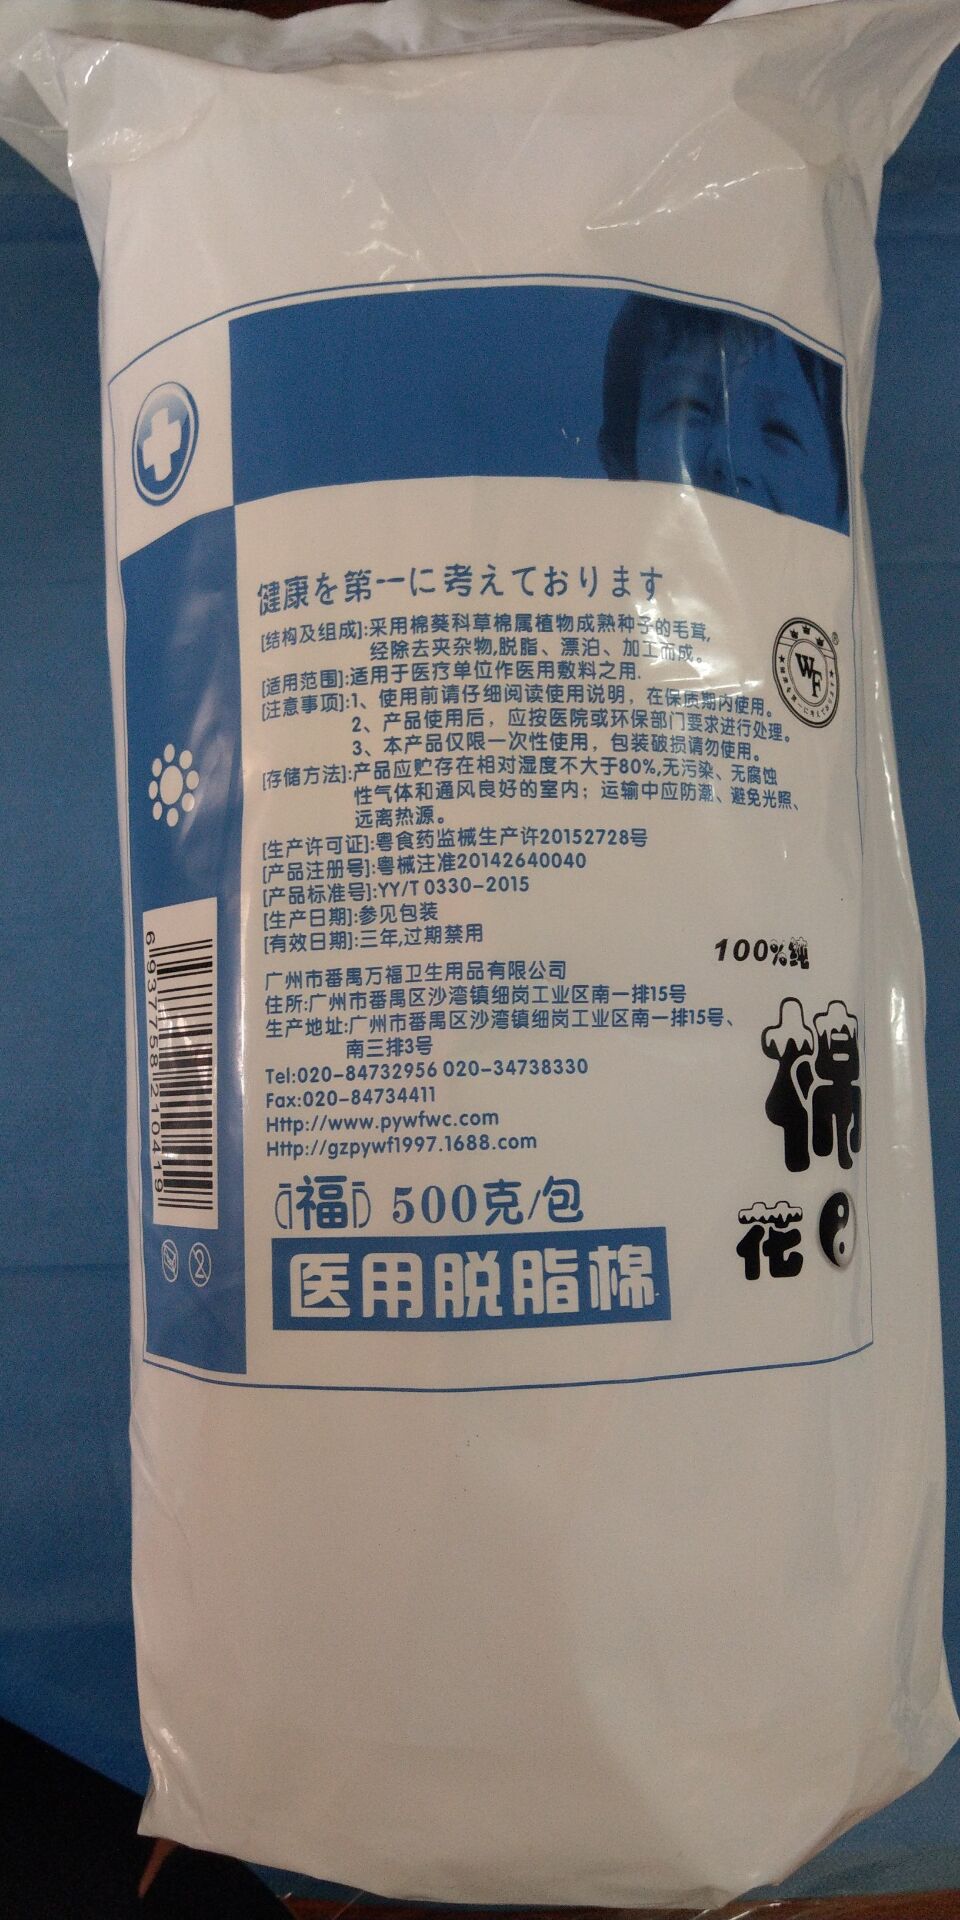 健康を第一に考えております
[结构及组成]:采用棉葵科草棉属植物成熟种子的毛茸,
经除去夹杂物,脱脂、漂泊、加工而成。
[适用范围]:适用于医疗单位作医用敷料之用.
[注意事项]:1、使用前请仔细阅读使用说明，在保质期内使用。
2、产品使用后，应按医院或环保部门要求进行处理。
3、本产品仅限一次性使用，包装破损请勿使用。
[存储方法]:产品应贮存在相对湿度不大于80%,无污染、无腐蚀
性气体和通风良好的室内；运输中应防潮、避免光照、
远离热源。
[生产许可证]:粤食药监械生产许20152728号
[产品注册号]:粤械注准20142640040
[产品标准号]:YY/T 0330-2015
[生产日期]:参见包装
[有效日期]:三年,过期禁用
广州市番禺万福卫生用品有限公司
住所:广州市番禺区沙湾镇细岗工业区南一排15号
生产地址:广州市番禺区沙湾镇细岗工业区南一排15号、
南三排3号
Tel:020-84732956 020-34738330
Fax:020-84734411
Http://www.pywfwc.com
Http://gzpywf1997.1688.com
福 500克/包
医用脱脂棉
WF
®
100%纯
棉
花
6937758210419
2